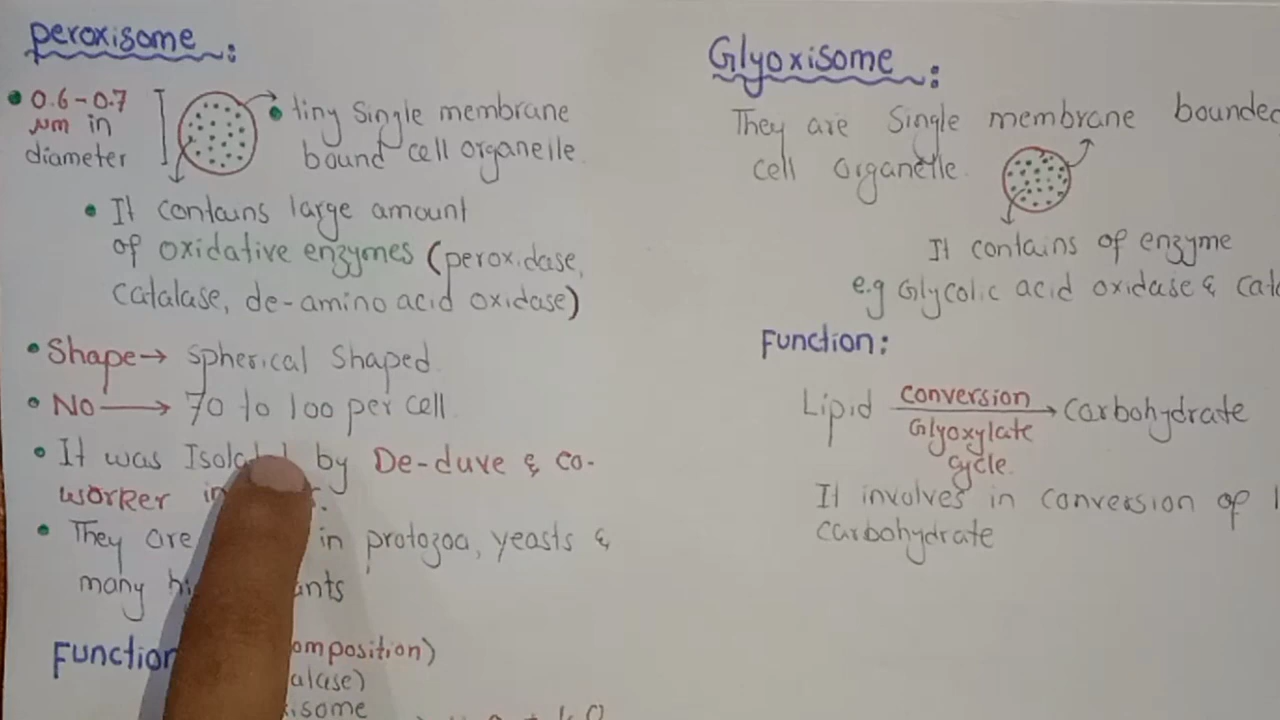 peroxisome:
0.6-0.7
µm in
diameter
tiny single membrane
bound cell organelle
It contains large amount
of oxidative enzymes (peroxidase,
catalase, de-amino acid oxidase)
Shape → spherical Shaped
No → 70 to 100 per cell
It was by De-duve & co-
worker
They are in protozoa, yeasts &
many
Function
Glyoxisome:
They are Single membrane bounded
cell organelle
It contains of enzyme
e.g Glycolic acid oxidase &
Function:
Lipid conversion → Carbohydrate
Glyoxylate
cycle.
It involves in conversion of
carbohydrate